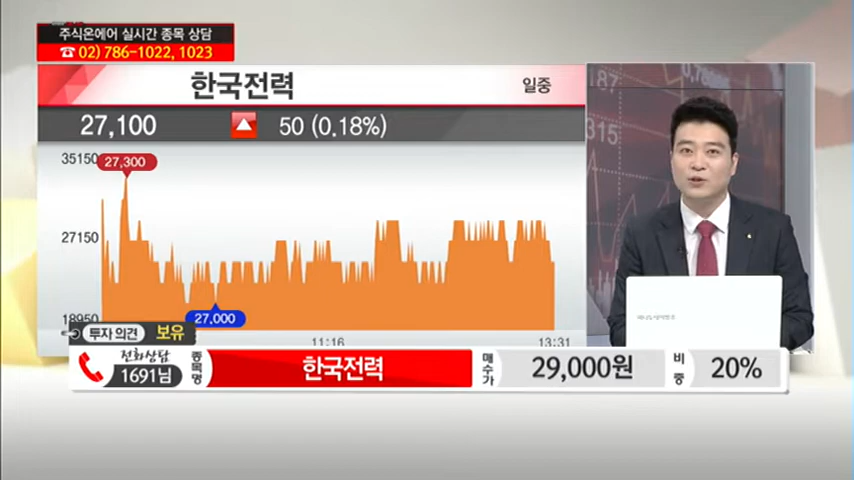 주식온에어 실시간 종목 상담
☎ 02) 786-1022, 1023
한국전력
일중
27,100
50 (0.18%)
35150
27,300
27150
18950
27,000
11:16
13:31
187
315
투자 의견
보유
전화상담
1691님
종목명
한국전력
매수가
29,000원
비중
20%